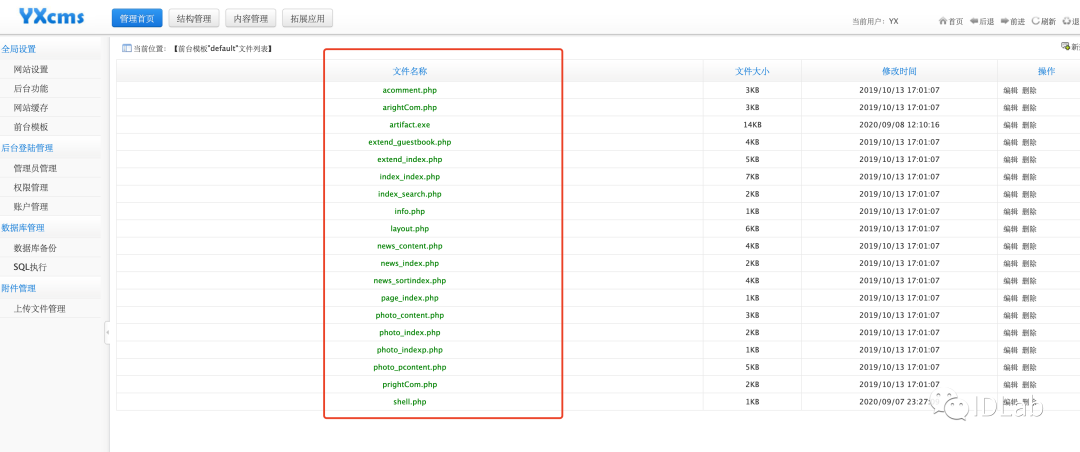 YXcms 管理首页 结构管理 内容管理 拓展应用 当前用户：YX 首页 后退 前进 刷新
全局设置
网站设置
后台功能
网站缓存
前台模板
后台登陆管理
管理员管理
权限管理
账户管理
数据库管理
数据库备份
SQL执行
附件管理
上传文件管理
当前位置： 【前台模板"default"文件列表】
文件名称 文件大小 修改时间 操作
acomment.php 3KB 2019/10/13 17:01:07 编辑 删除
arightCom.php 3KB 2019/10/13 17:01:07 编辑 删除
artifact.exe 14KB 2020/09/08 12:10:16 编辑 删除
extend_guestbook.php 4KB 2019/10/13 17:01:07 编辑 删除
extend_index.php 5KB 2019/10/13 17:01:07 编辑 删除
index_index.php 7KB 2019/10/13 17:01:07 编辑 删除
index_search.php 2KB 2019/10/13 17:01:07 编辑 删除
info.php 1KB 2019/10/13 17:01:07 编辑 删除
layout.php 6KB 2019/10/13 17:01:07 编辑 删除
news_content.php 4KB 2019/10/13 17:01:07 编辑 删除
news_index.php 2KB 2019/10/13 17:01:07 编辑 删除
news_sortindex.php 4KB 2019/10/13 17:01:07 编辑 删除
page_index.php 1KB 2019/10/13 17:01:07 编辑 删除
photo_content.php 3KB 2019/10/13 17:01:07 编辑 删除
photo_index.php 2KB 2019/10/13 17:01:07 编辑 删除
photo_indexp.php 1KB 2019/10/13 17:01:07 编辑 删除
photo_pcontent.php 5KB 2019/10/13 17:01:07 编辑 删除
prightCom.php 2KB 2019/10/13 17:01:07 编辑 删除
shell.php 1KB 2020/09/07 23:27 编辑
IDLab